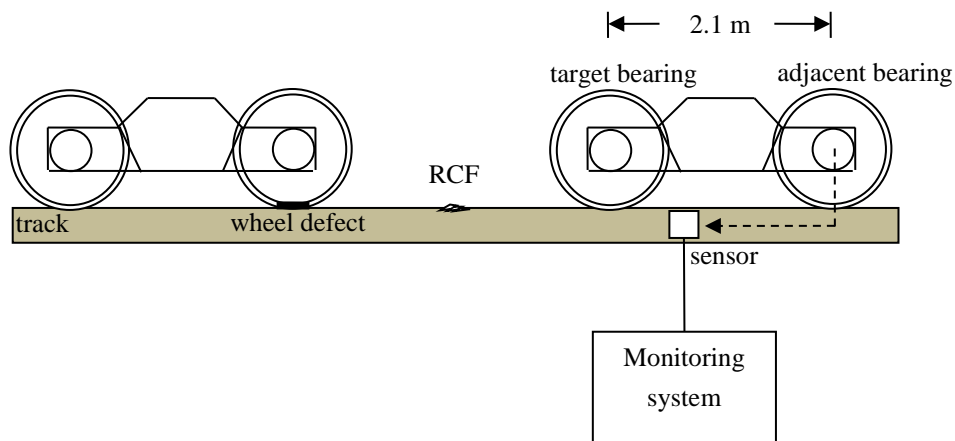 2.1 m
target bearing
adjacent bearing
RCF
track
wheel defect
sensor
Monitoring
system